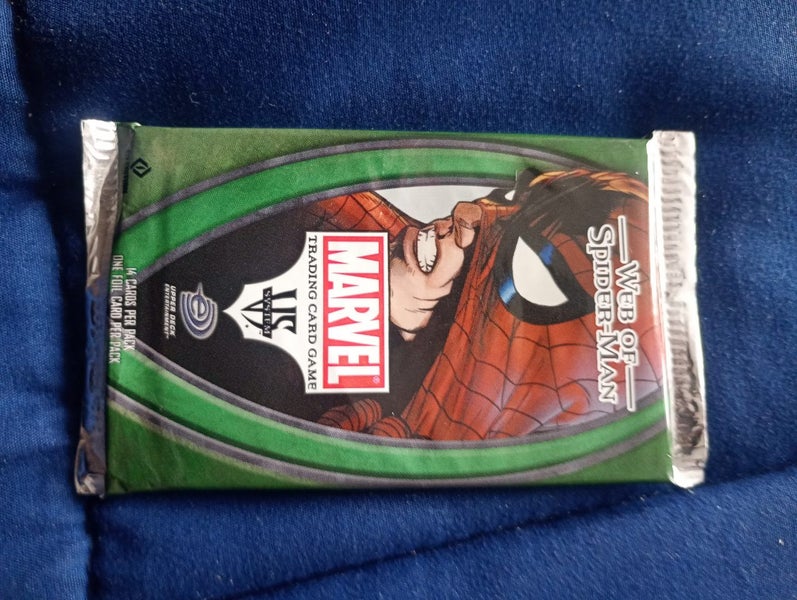 — WEB OF —
SPIDER-MAN
MARVEL®
TRADING CARD GAME
VS
SYSTEM
UPPER DECK
ENTERTAINMENT
14 CARDS PER PACK
ONE FOIL CARD PER PACK